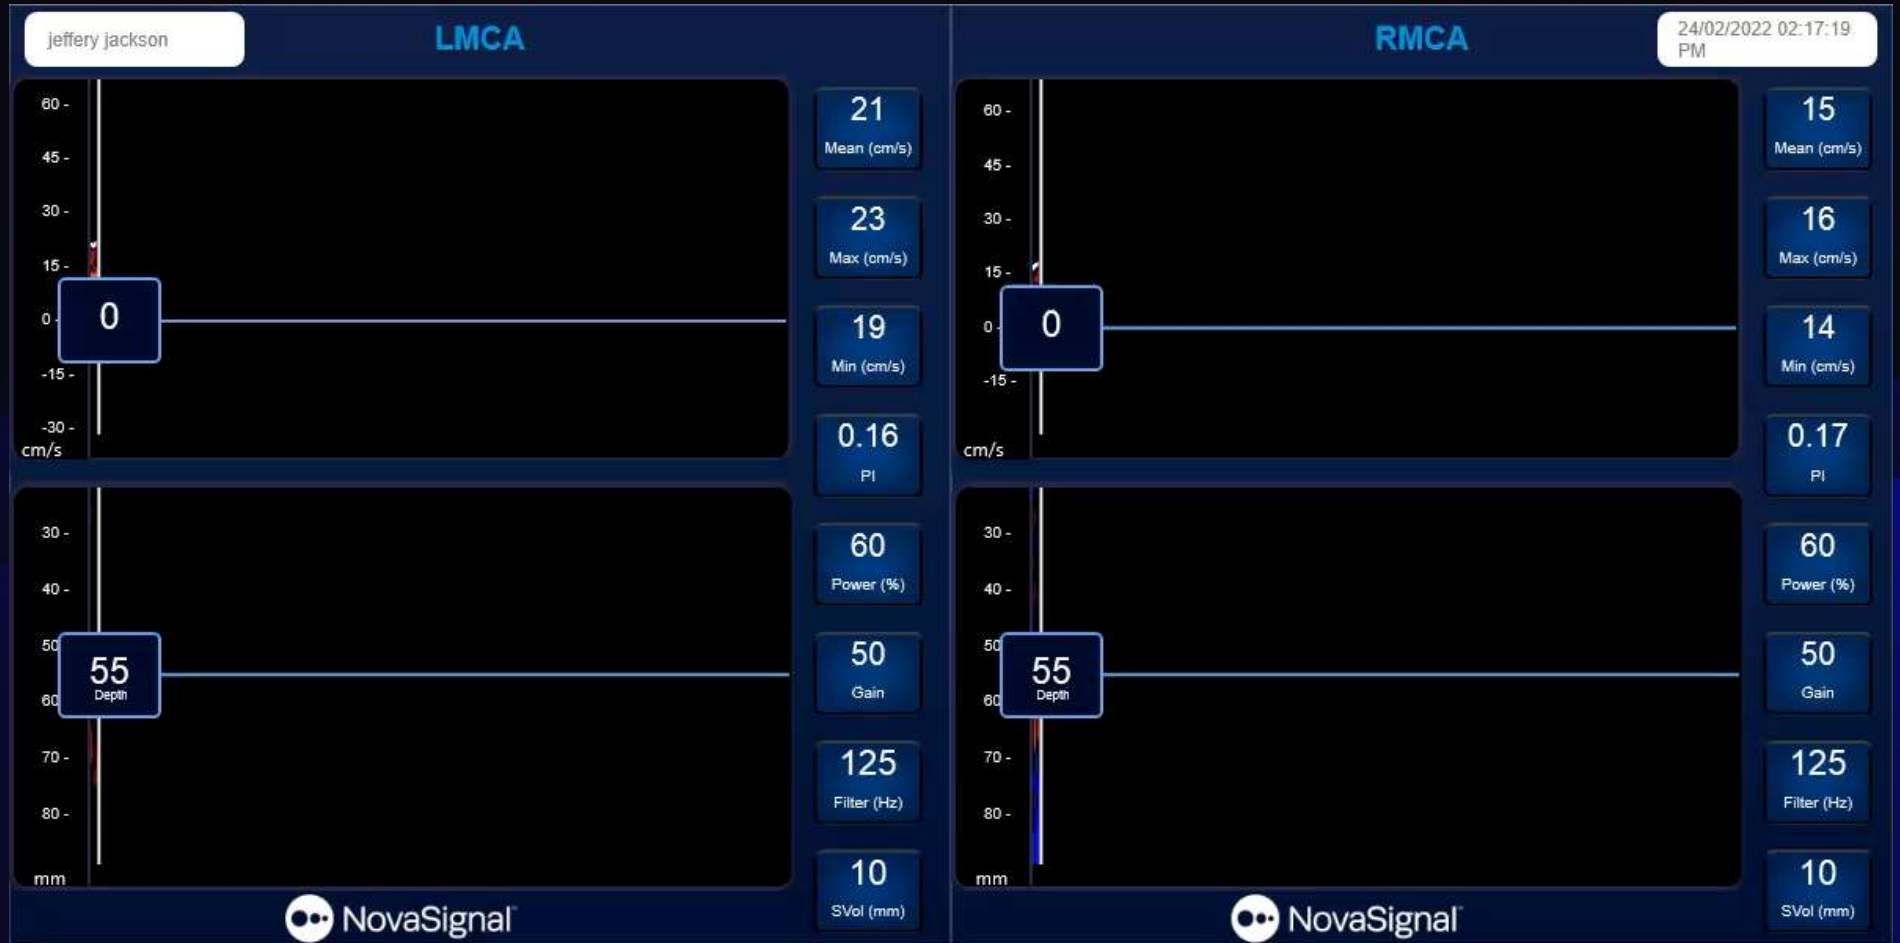 jeffery jackson
LMCA
60 -
45 -
30 -
15 -
0 -
-15 -
-30 -
cm/s
0
21
Mean (cm/s)
23
Max (cm/s)
19
Min (cm/s)
0.16
PI
60
Power (%)
50
Gain
125
Filter (Hz)
10
SVol (mm)
30 -
40 -
50
60
70 -
80 -
mm
55
Depth
NovaSignal
RMCA
24/02/2022 02:17:19
PM
60 -
45 -
30 -
15 -
0 -
-15 -
cm/s
0
15
Mean (cm/s)
16
Max (cm/s)
14
Min (cm/s)
0.17
PI
60
Power (%)
50
Gain
125
Filter (Hz)
10
SVol (mm)
30 -
40 -
50
60
70 -
80 -
mm
55
Depth
NovaSignal